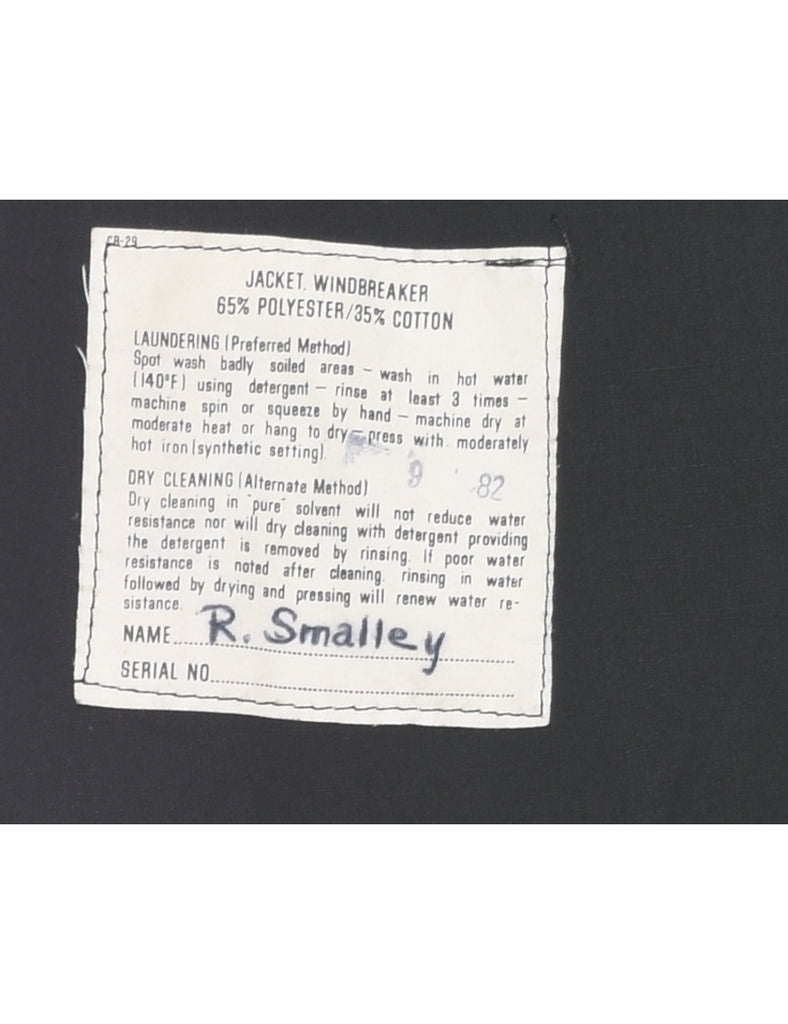 CB-29
JACKET. WINDBREAKER
65% POLYESTER/35% COTTON
LAUNDERING (Preferred Method)
Spot wash badly soiled areas – wash in hot water
(140°F) using detergent – rinse at least 3 times –
machine spin or squeeze by hand – machine dry at
moderate heat or hang to dry–press with moderately
hot iron(synthetic setting).
9 82
DRY CLEANING (Alternate Method)
Dry cleaning in "pure" solvent will not reduce water
resistance nor will dry cleaning with detergent providing
the detergent is removed by rinsing. If poor water
resistance is noted after cleaning. rinsing in water
followed by drying and pressing will renew water re-
sistance.
NAME R. Smalley
SERIAL NO